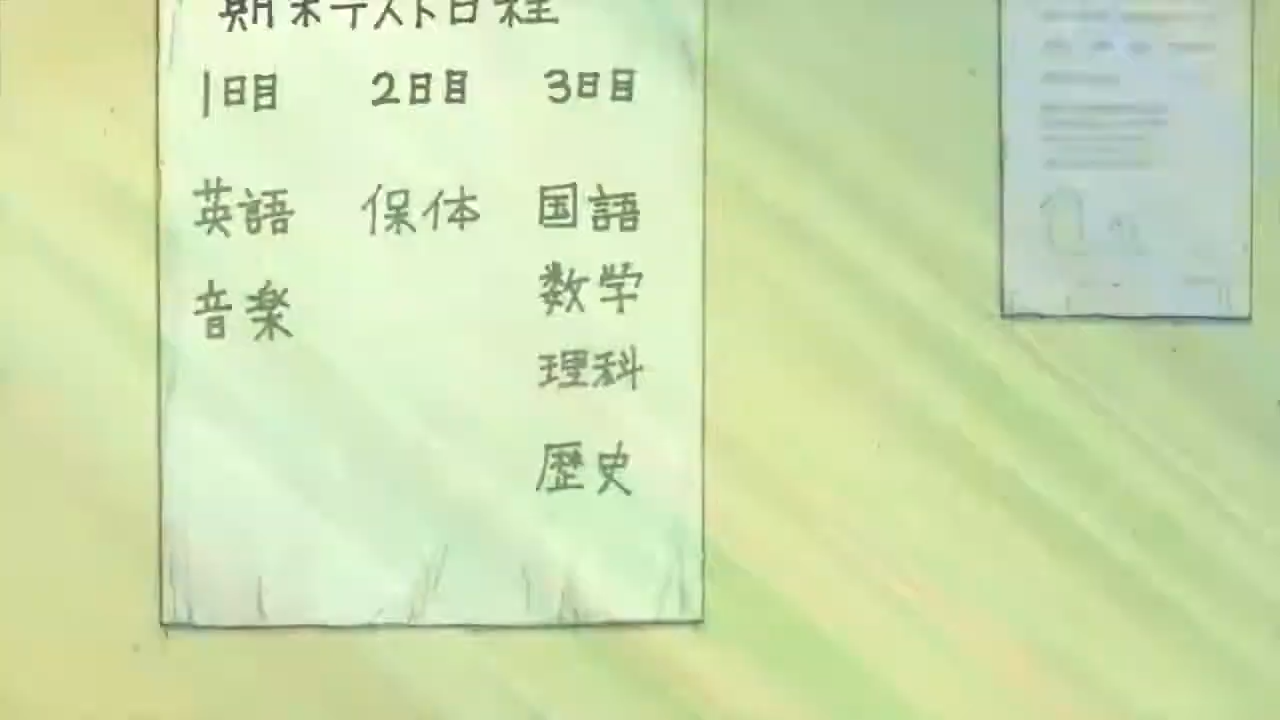 期末テスト日程
1日目 2日目 3日目
英語 保体 国語
音楽 数学
理科
歴史